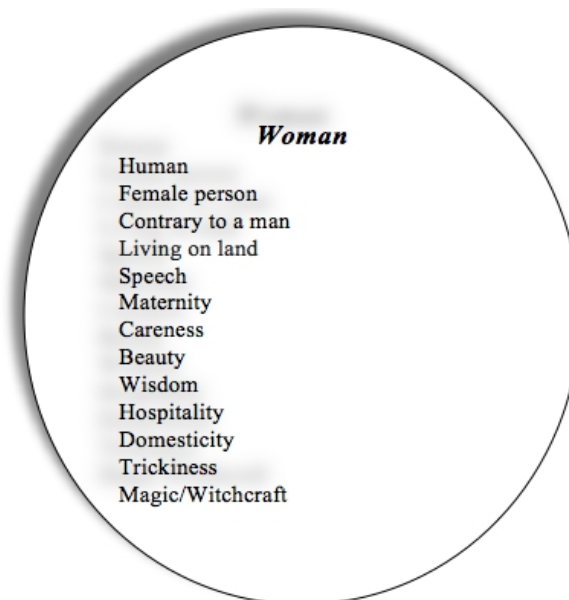 Woman
Human
Female person
Contrary to a man
Living on land
Speech
Maternity
Careness
Beauty
Wisdom
Hospitality
Domesticity
Trickiness
Magic/Witchcraft